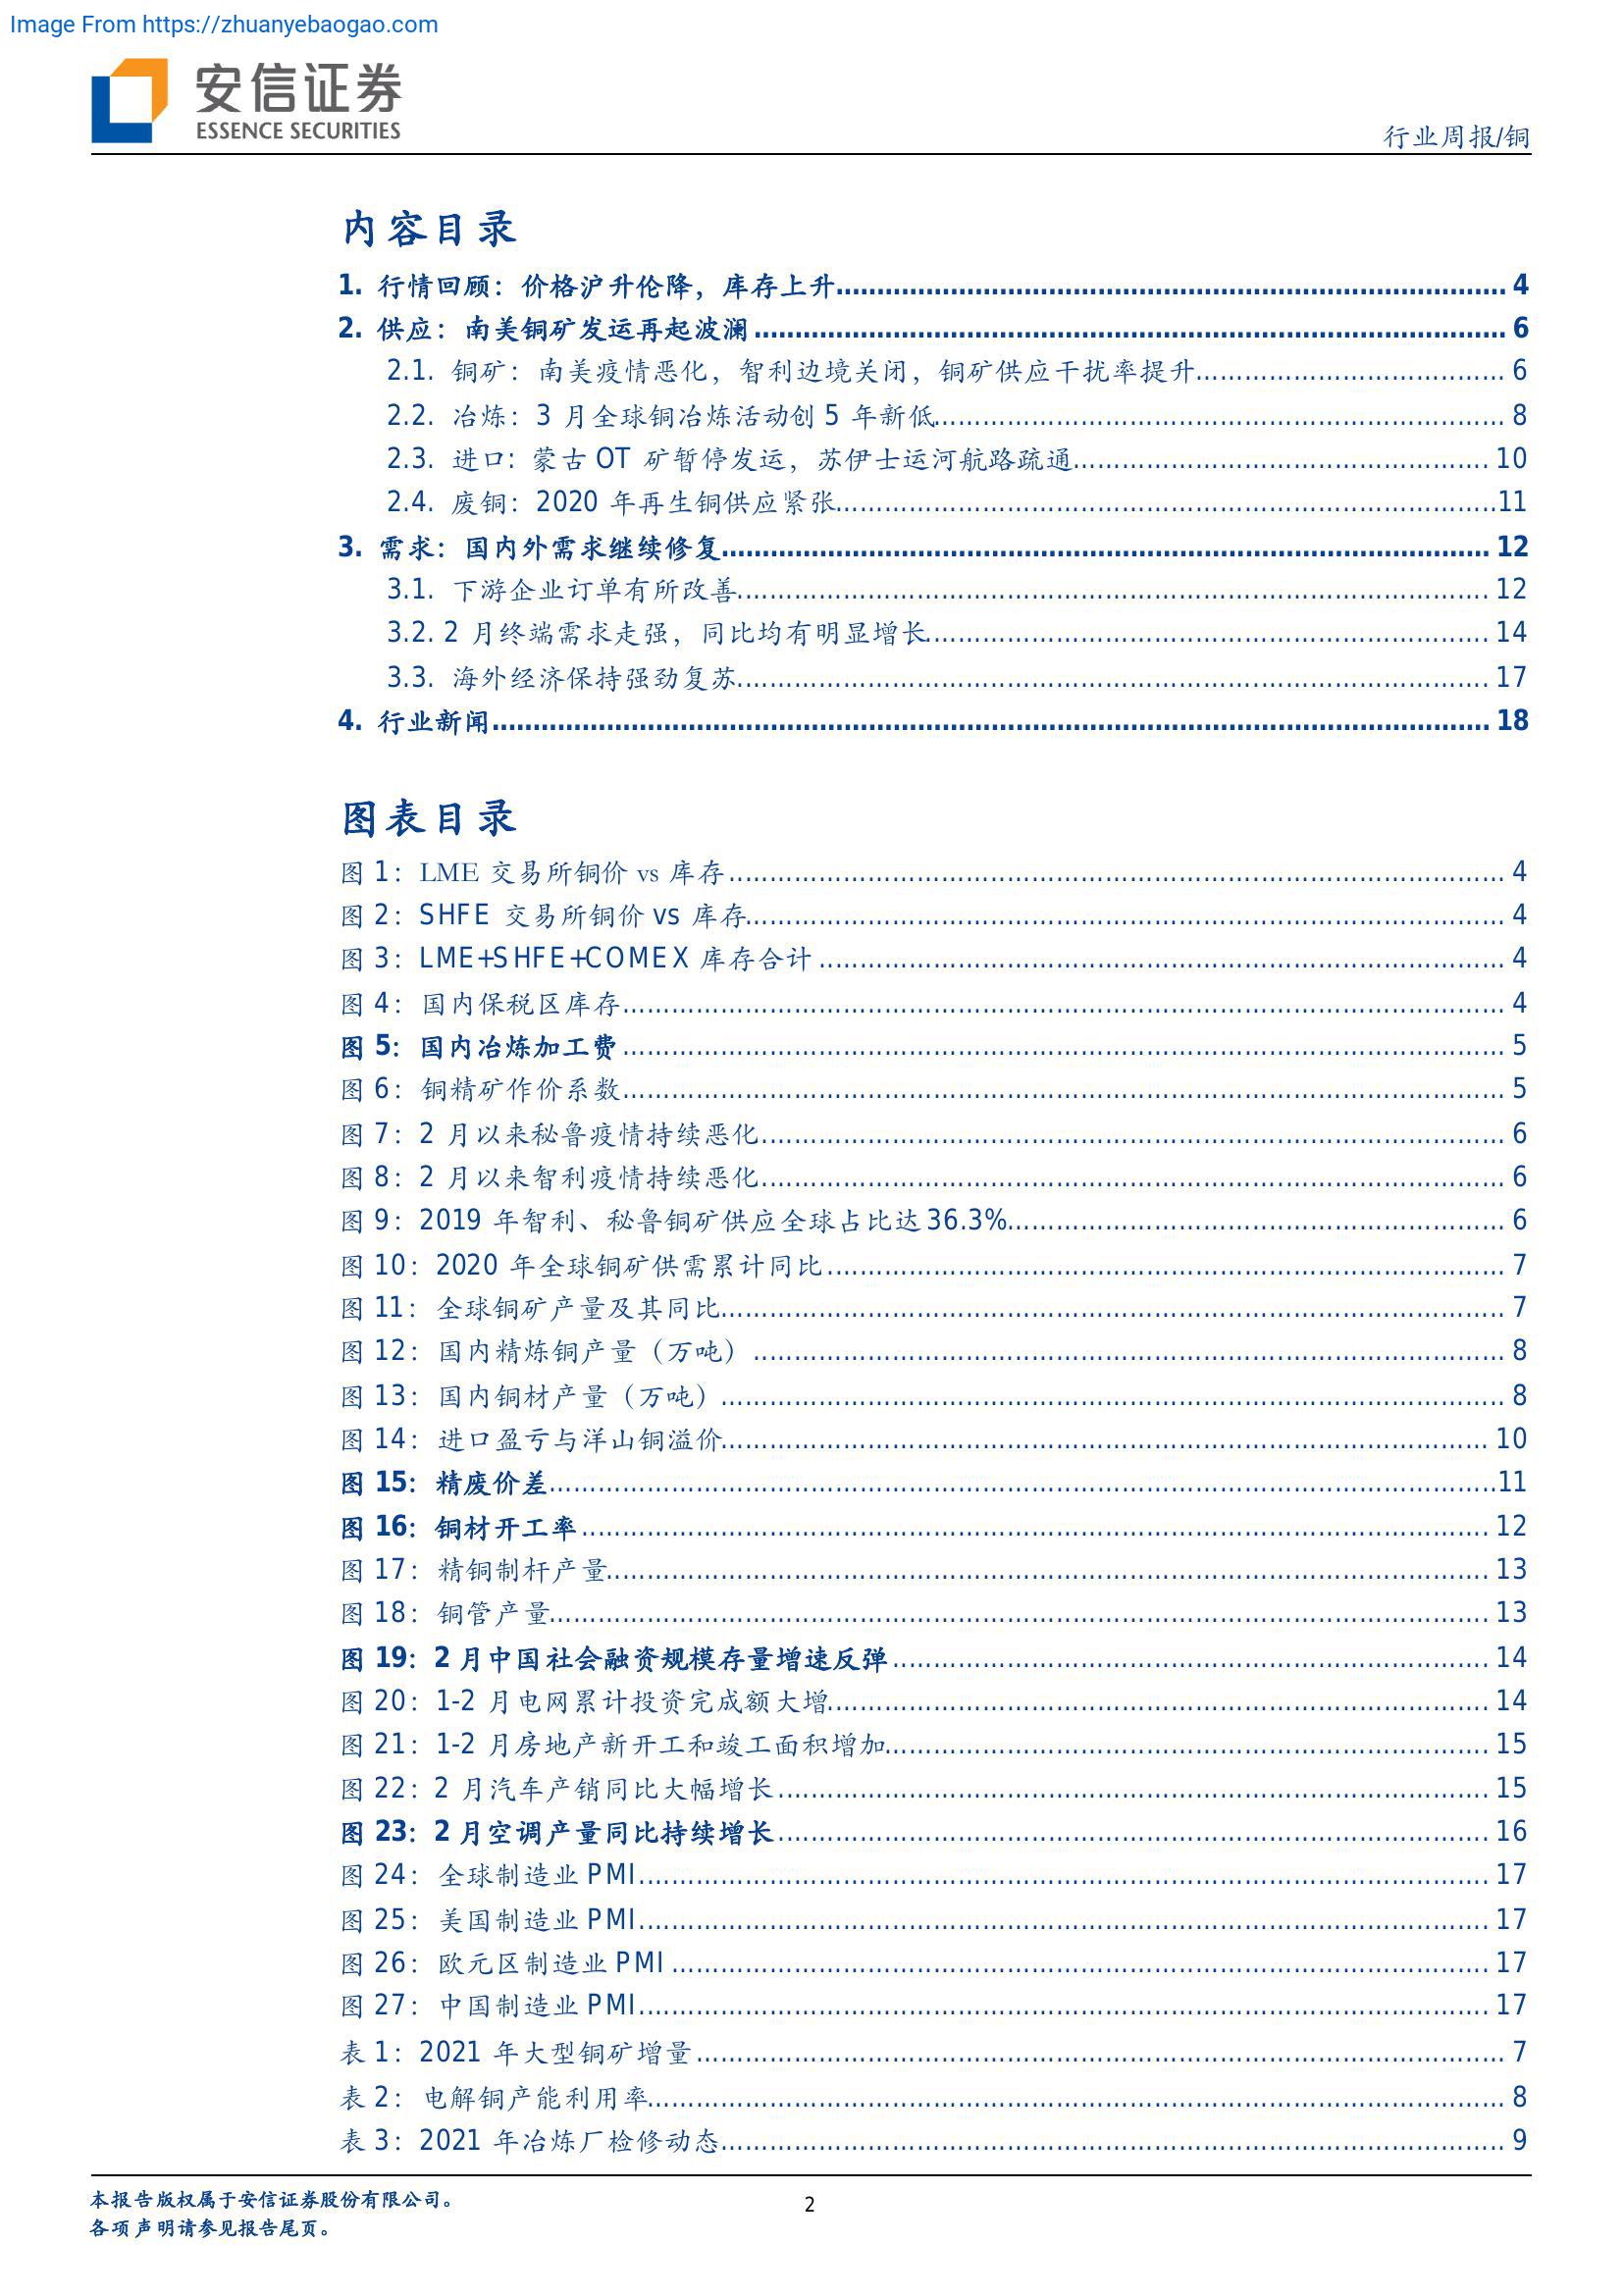 Image From https://zhuanyebaogao.com
安信证券
ESSENCE SECURITIES
行业周报/铜
内容目录
1. 行情回顾：价格沪升伦降，库存上升 4
2. 供应：南美铜矿发运再起波澜 6
2.1. 铜矿：南美疫情恶化，智利边境关闭，铜矿供应干扰率提升 6
2.2. 冶炼：3 月全球铜冶炼活动创 5 年新低 8
2.3. 进口：蒙古 OT 矿暂停发运，苏伊士运河航路疏通 10
2.4. 废铜：2020 年再生铜供应紧张 11
3. 需求：国内外需求继续修复 12
3.1. 下游企业订单有所改善 12
3.2. 2 月终端需求走强，同比均有明显增长 14
3.3. 海外经济保持强劲复苏 17
4. 行业新闻 18
图表目录
图 1：LME 交易所铜价 vs 库存 4
图 2：SHFE 交易所铜价 vs 库存 4
图 3：LME+SHFE+COMEX 库存合计 4
图 4：国内保税区库存 4
图 5：国内冶炼加工费 5
图 6：铜精矿作价系数 5
图 7：2 月以来秘鲁疫情持续恶化 6
图 8：2 月以来智利疫情持续恶化 6
图 9：2019 年智利、秘鲁铜矿供应全球占比达 36.3% 6
图 10：2020 年全球铜矿供需累计同比 7
图 11：全球铜矿产量及其同比 7
图 12：国内精炼铜产量（万吨） 8
图 13：国内铜材产量（万吨） 8
图 14：进口盈亏与洋山铜溢价 10
图 15：精废价差 11
图 16：铜材开工率 12
图 17：精铜制杆产量 13
图 18：铜管产量 13
图 19：2 月中国社会融资规模存量增速反弹 14
图 20：1-2 月电网累计投资完成额大增 14
图 21：1-2 月房地产新开工和竣工面积增加 15
图 22：2 月汽车产销同比大幅增长 15
图 23：2 月空调产量同比持续增长 16
图 24：全球制造业 PMI 17
图 25：美国制造业 PMI 17
图 26：欧元区制造业 PMI 17
图 27：中国制造业 PMI 17
表 1：2021 年大型铜矿增量 7
表 2：电解铜产能利用率 8
表 3：2021 年冶炼厂检修动态 9
本报告版权属于安信证券股份有限公司。
各项声明请参见报告尾页。
2